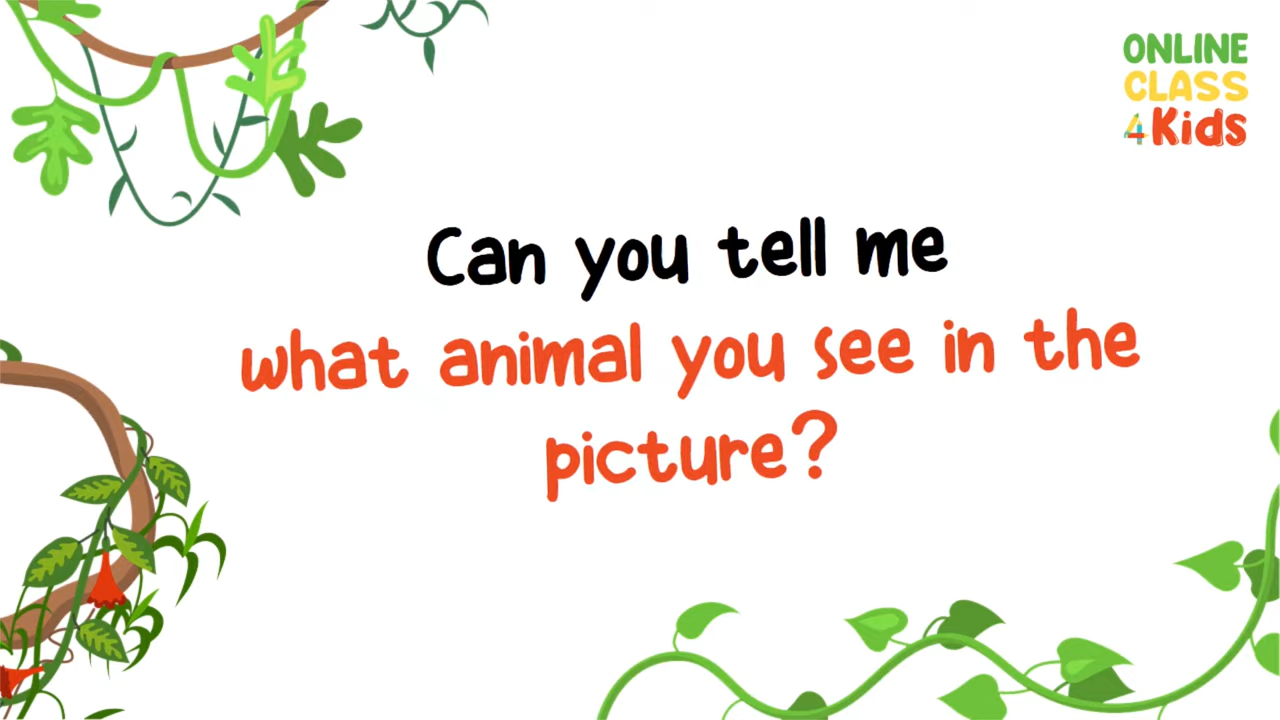 ONLINE
CLASS
4Kids
Can you tell me
what animal you see in the
picture?